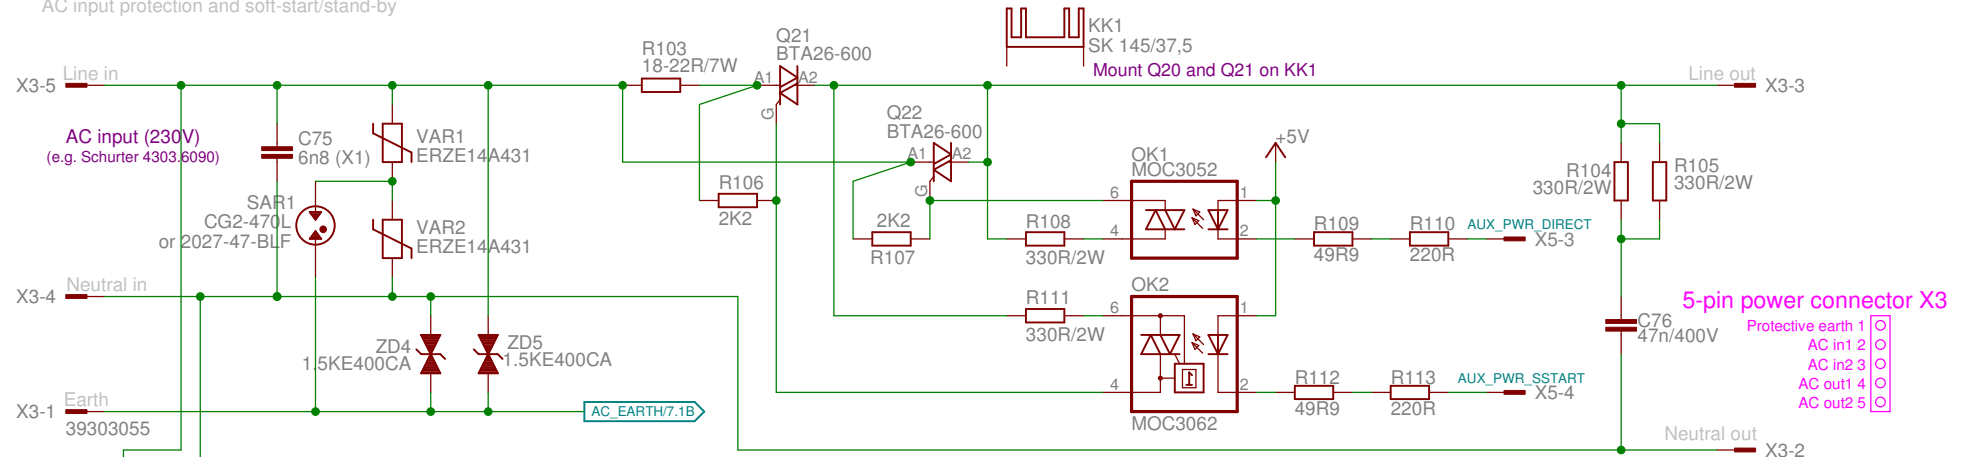 AC input protection and soft-start/stand-by
KK1
SK 145/37,5
Mount Q20 and Q21 on KK1
Q21
BTA26-600
R103
18-22R/7W
A1
A2
G
X3-5
Line in
Line out
X3-3
AC input (230V)
(e.g. Schurter 4303.6090)
C75
6n8 (X1)
VAR1
ERZE14A431
Q22
BTA26-600
A1
A2
G
+5V
OK1
MOC3052
6
4
1
2
R104
330R/2W
R105
330R/2W
SAR1
CG2-470L
or 2027-47-BLF
VAR2
ERZE14A431
R106
2K2
2K2
R107
R108
330R/2W
R109
49R9
R110
220R
AUX_PWR_DIRECT
X5-3
X3-4
Neutral in
OK2
6
4
1
2
MOC3062
R111
330R/2W
ZD4
1.5KE400CA
ZD5
1.5KE400CA
C76
47n/400V
5-pin power connector X3
Protective earth 1
AC in1 2
AC in2 3
AC out1 4
AC out2 5
R112
49R9
R113
220R
AUX_PWR_SSTART
X5-4
X3-1
Earth
39303055
AC_EARTH/7.1B
Neutral out
X3-2